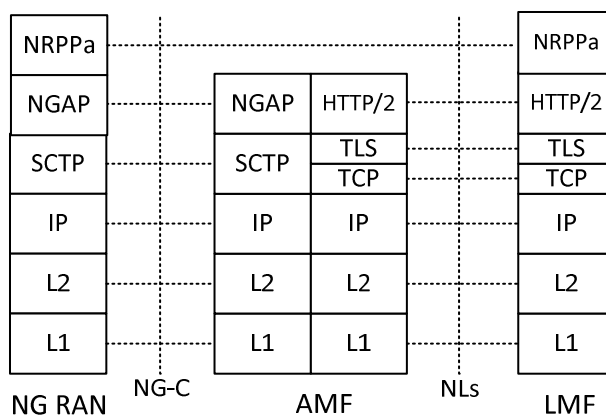 NRPPa NRPPa
NGAP NGAP HTTP/2 HTTP/2
SCTP SCTP TLS TLS
TCP TCP
IP IP IP IP
L2 L2 L2 L2
L1 L1 L1 L1
NG-C NLs
NG RAN AMF LMF